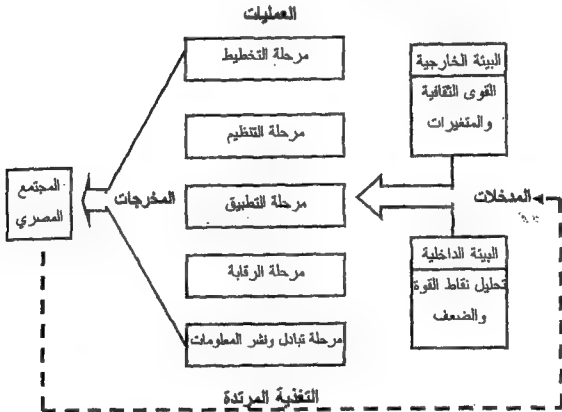 العمليات
البيئة الخارجية
القوى الثقافية
والمتغيرات
المدخلات
البيئة الداخلية
تحليل نقاط القوة
والضعف
مرحلة التخطيط
مرحلة التنظيم
مرحلة التطبيق
مرحلة الرقابة
مرحلة تبادل ونشر المعلومات
المخرجات
المجتمع
المصري
التغذية المرتدة